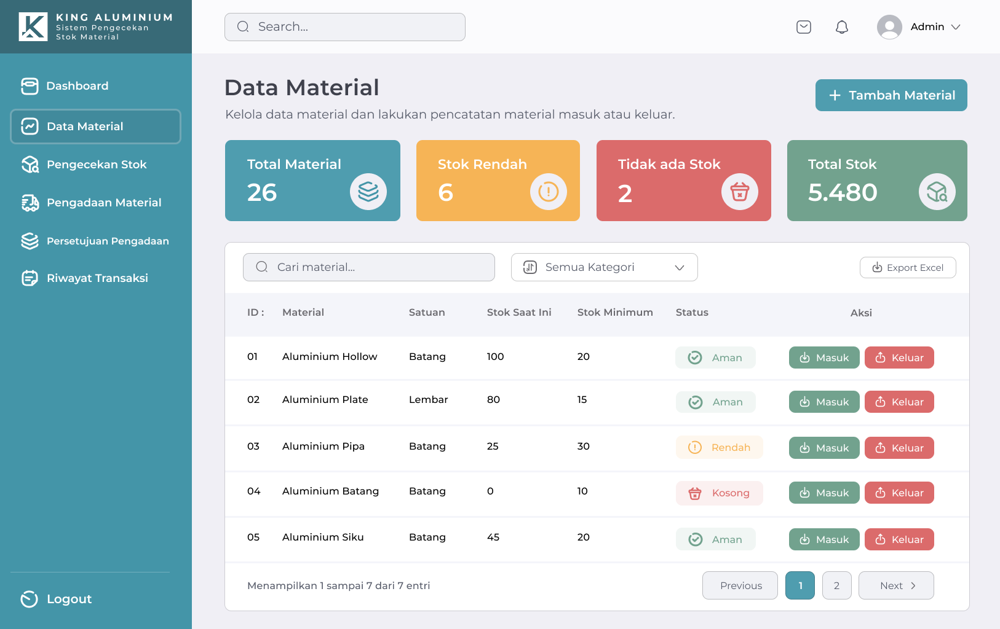 KING ALUMINIUM
Sistem Pengecekan
Stok Material
Search...
Admin
Dashboard
Data Material
Pengecekan Stok
Pengadaan Material
Persetujuan Pengadaan
Riwayat Transaksi
Logout
Data Material
Kelola data material dan lakukan pencatatan material masuk atau keluar.
+ Tambah Material
Total Material
26
Stok Rendah
6
Tidak ada Stok
2
Total Stok
5.480
Cari material...
Semua Kategori
Export Excel
ID : Material Satuan Stok Saat Ini Stok Minimum Status Aksi
01 Aluminium Hollow Batang 100 20 Aman Masuk Keluar
02 Aluminium Plate Lembar 80 15 Aman Masuk Keluar
03 Aluminium Pipa Batang 25 30 Rendah Masuk Keluar
04 Aluminium Batang Batang 0 10 Kosong Masuk Keluar
05 Aluminium Siku Batang 45 20 Aman Masuk Keluar
Menampilkan 1 sampai 7 dari 7 entri
Previous 1 2 Next